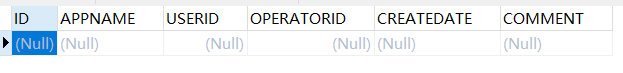 ID APPNAME USERID OPERATORID CREATEDATE COMMENT
(Null) (Null) (Null) (Null) (Null) (Null)